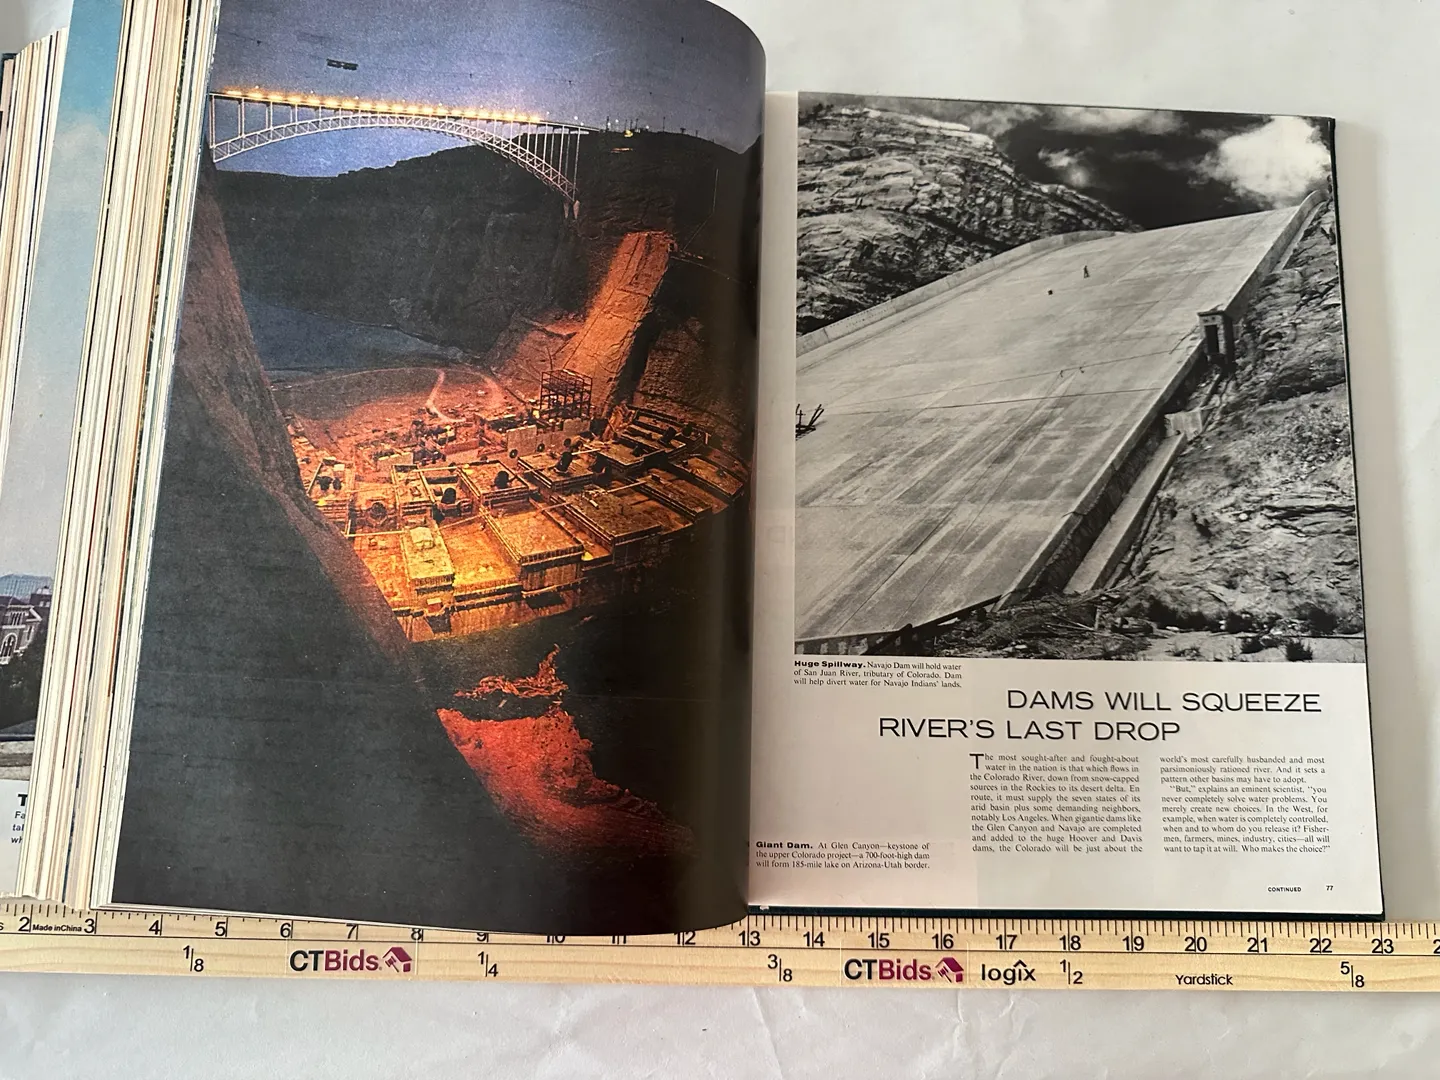 Huge Spillway. Navajo Dam will hold water
of San Juan River, tributary of Colorado. Dam
will help divert water for Navajo Indians' lands.
DAMS WILL SQUEEZE
RIVER'S LAST DROP
The most sought-after and fought-about
water in the nation is that which flows in
the Colorado River, down from snow-capped
sources in the Rockies to its desert delta. En
route, it must supply the seven states of its
arid basin plus some demanding neighbors,
notably Los Angeles. When gigantic dams like
the Glen Canyon and Navajo are completed
and added to the huge Hoover and Davis
dams, the Colorado will be just about the
world's most carefully husbanded and most
parsimoniously rationed river. And it sets a
pattern other basins may have to adopt.
"But," explains an eminent scientist, "you
never completely solve water problems. You
merely create new choices. In the West, for
example, when water is completely controlled,
when and to whom do you release it? Fisher-
men, farmers, mines, industry, cities—all will
want to tap it at will. Who makes the choice?"
Giant Dam. At Glen Canyon—keystone of
the upper Colorado project—a 700-foot-high dam
will form 185-mile lake on Arizona-Utah border.
CONTINUED 77
T
Fa
tal
wh
2 Made in China 3 4 5 6 7 8 9 10 11 12 13 14 15 16 17 18 19 20 21 22 23
1/8 CTBids 1/4 3/8 CTBids logix 1/2 Yardstick 5/8